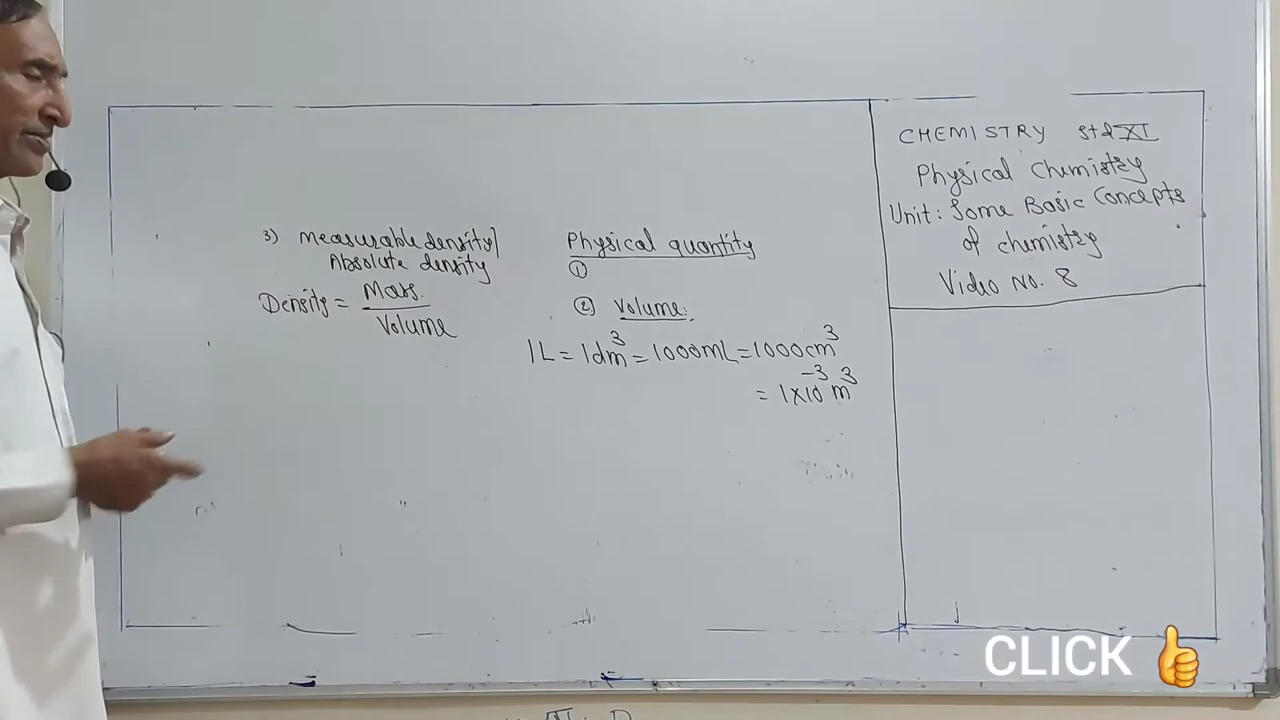 3) Measurable density/
Absolute density
Density = Mass.
Volume
Physical quantity
①
② Volume:
1L = 1dm³ = 1000mL = 1000cm³
= 1x10⁻³ m³
CHEMISTRY Std XI
Physical Chemistry
Unit: Some Basic Concepts
of chemistry
Video No. 8
CLICK 👍